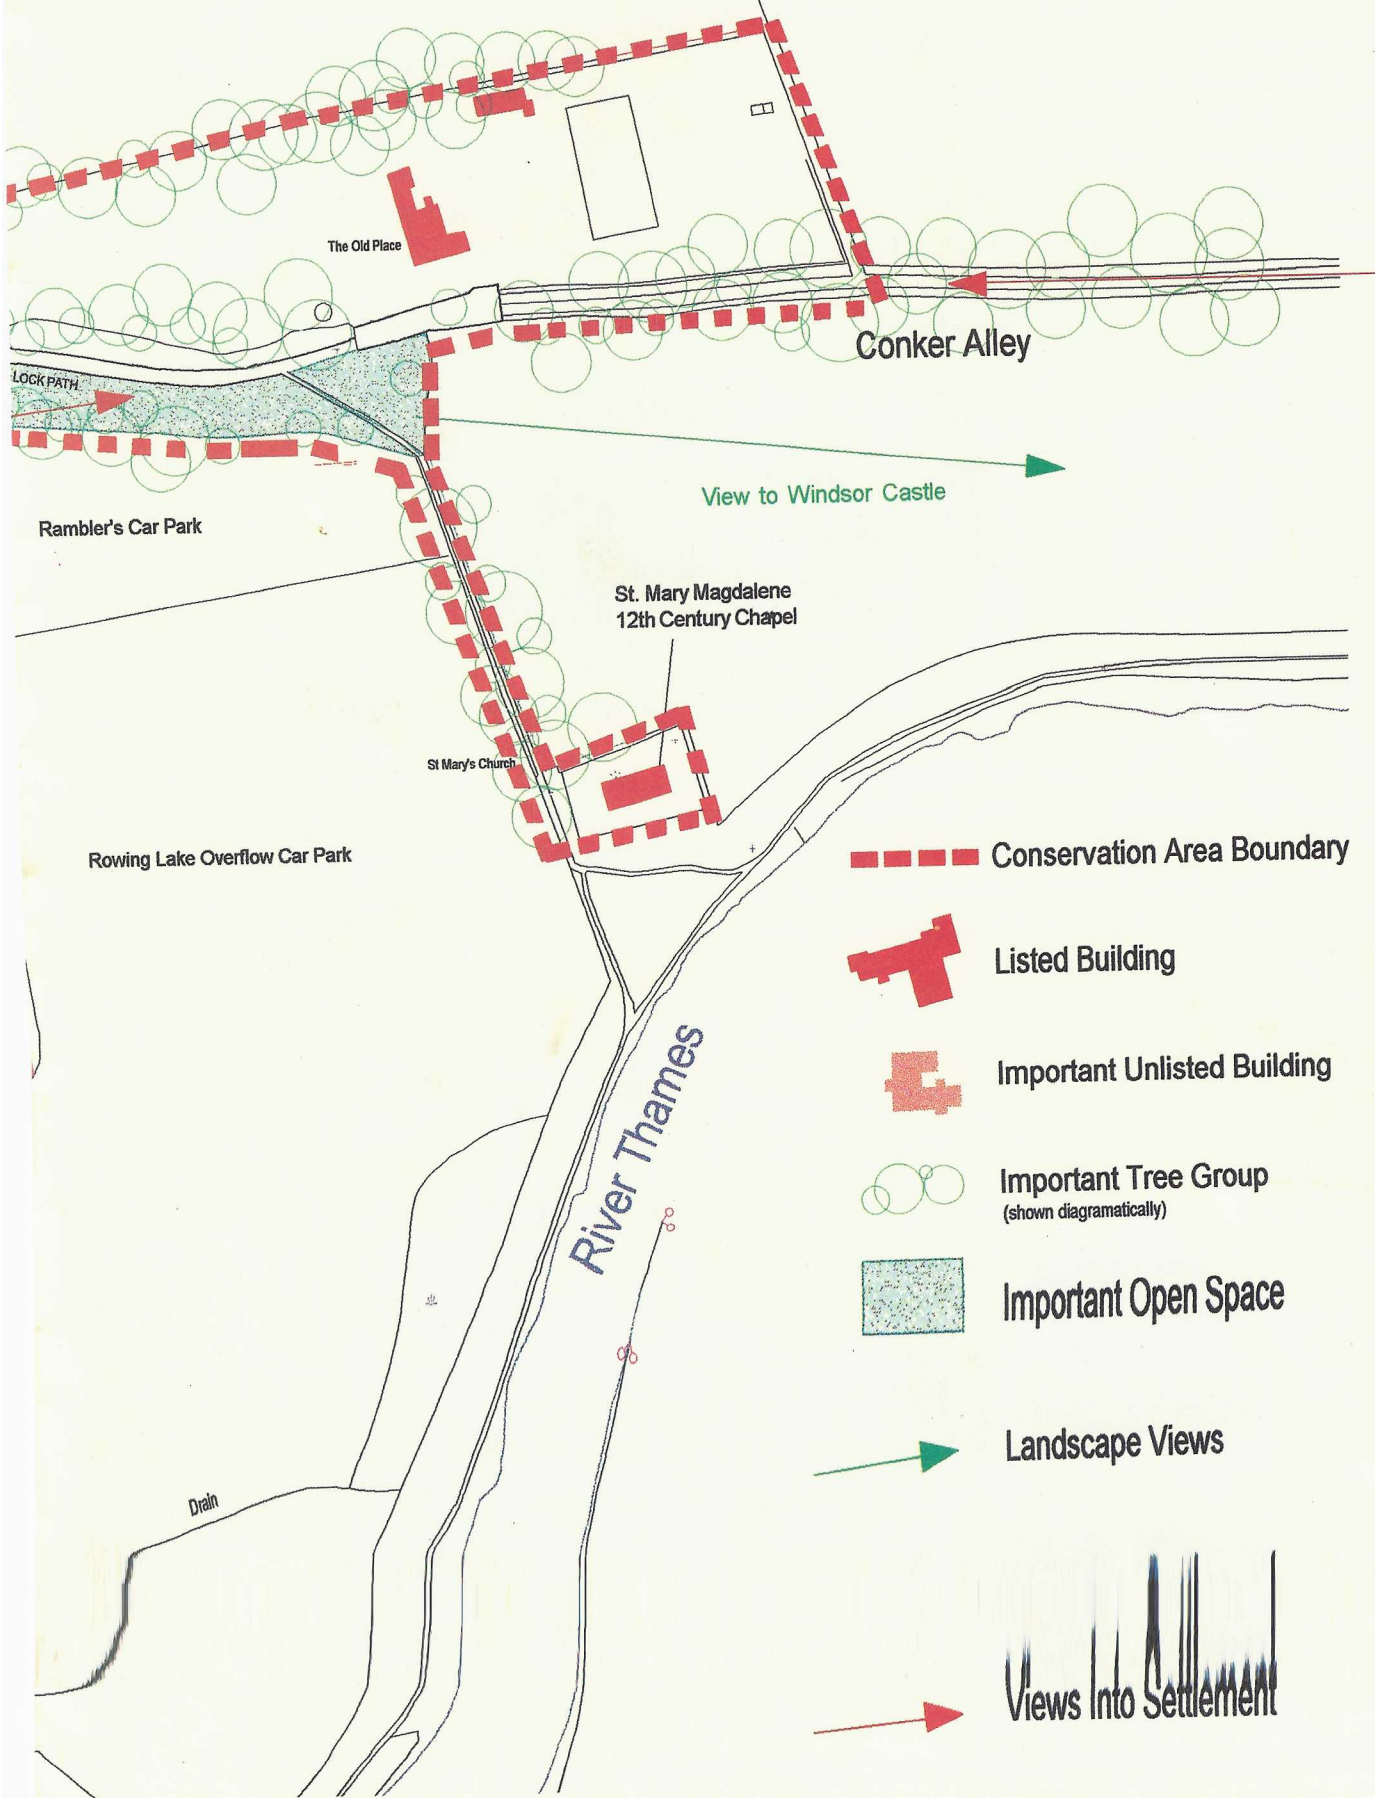 The Old Place
Conker Alley
LOCK PATH
View to Windsor Castle
Rambler's Car Park
St. Mary Magdalene
12th Century Chapel
St Mary's Church
Rowing Lake Overflow Car Park
Conservation Area Boundary
Listed Building
Important Unlisted Building
River Thames
Important Tree Group
(shown diagramatically)
Important Open Space
Landscape Views
Drain
Views Into Settlement